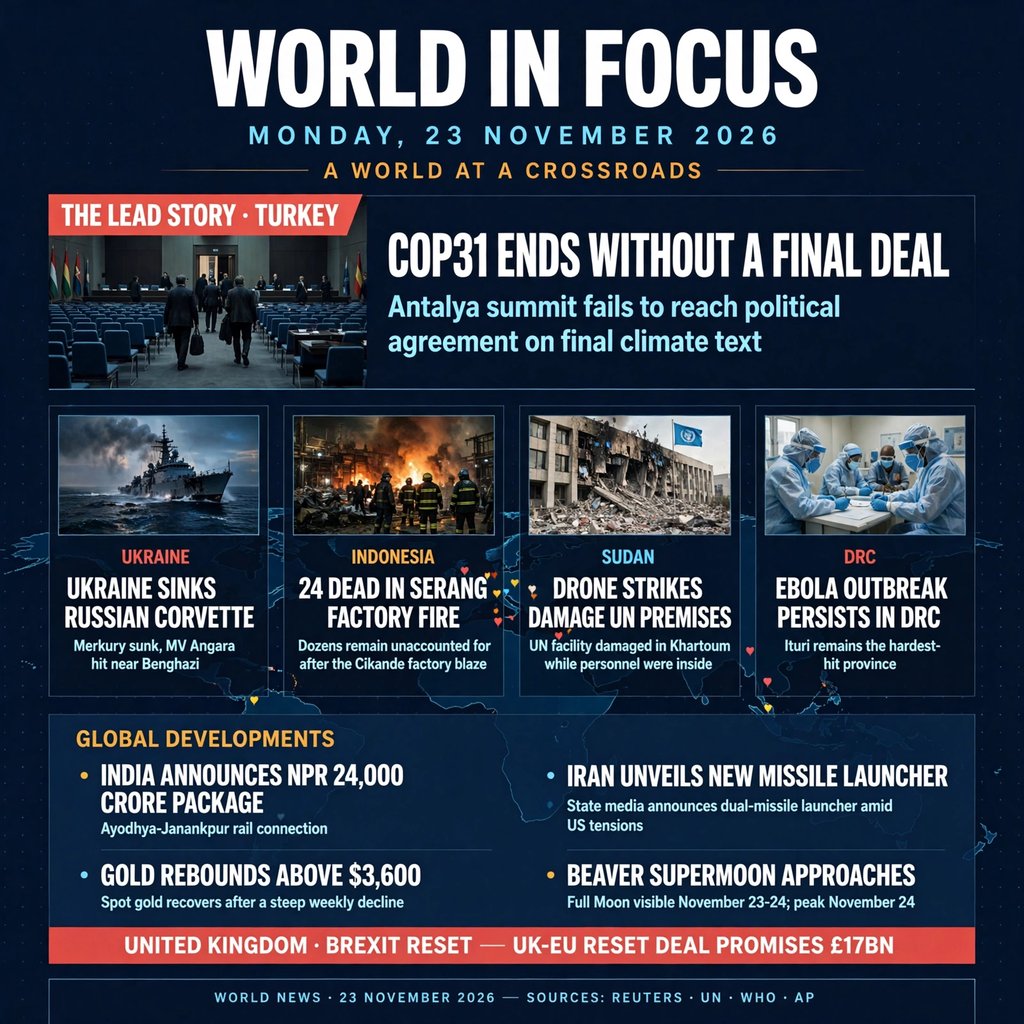 WORLD IN FOCUS
MONDAY, 23 NOVEMBER 2026
A WORLD AT A CROSSROADS
THE LEAD STORY · TURKEY
COP31 ENDS WITHOUT A FINAL DEAL
Antalya summit fails to reach political
agreement on final climate text
UKRAINE
UKRAINE SINKS
RUSSIAN CORVETTE
Merkury sunk, MV Angara
hit near Benghazi
INDONESIA
24 DEAD IN SERANG
FACTORY FIRE
Dozens remain unaccounted for
after the Cikande factory blaze
SUDAN
DRONE STRIKES
DAMAGE UN PREMISES
UN facility damaged in Khartoum
while personnel were inside
DRC
EBOLA OUTBREAK
PERSISTS IN DRC
Ituri remains the hardest-
hit province
GLOBAL DEVELOPMENTS
• INDIA ANNOUNCES NPR 24,000
CRORE PACKAGE
Ayodhya-Janankpur rail connection
• GOLD REBOUNDS ABOVE $3,600
Spot gold recovers after a steep weekly decline
• IRAN UNVEILS NEW MISSILE LAUNCHER
State media announces dual-missile launcher amid
US tensions
• BEAVER SUPERMOON APPROACHES
Full Moon visible November 23-24; peak November 24
UNITED KINGDOM · BREXIT RESET — UK-EU RESET DEAL PROMISES £17BN
WORLD NEWS · 23 NOVEMBER 2026 — SOURCES: REUTERS · UN · WHO · AP